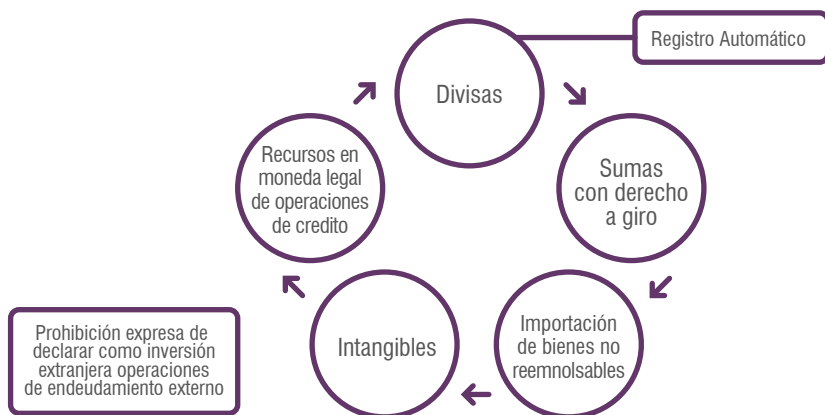 Registro Automático
Divisas
Sumas
con derecho
a giro
Importación
de bienes no
reemnolsables
Intangibles
Recursos en
moneda legal
de operaciones
de credito
Prohibición expresa de
declarar como inversión
extranjera operaciones
de endeudamiento externo